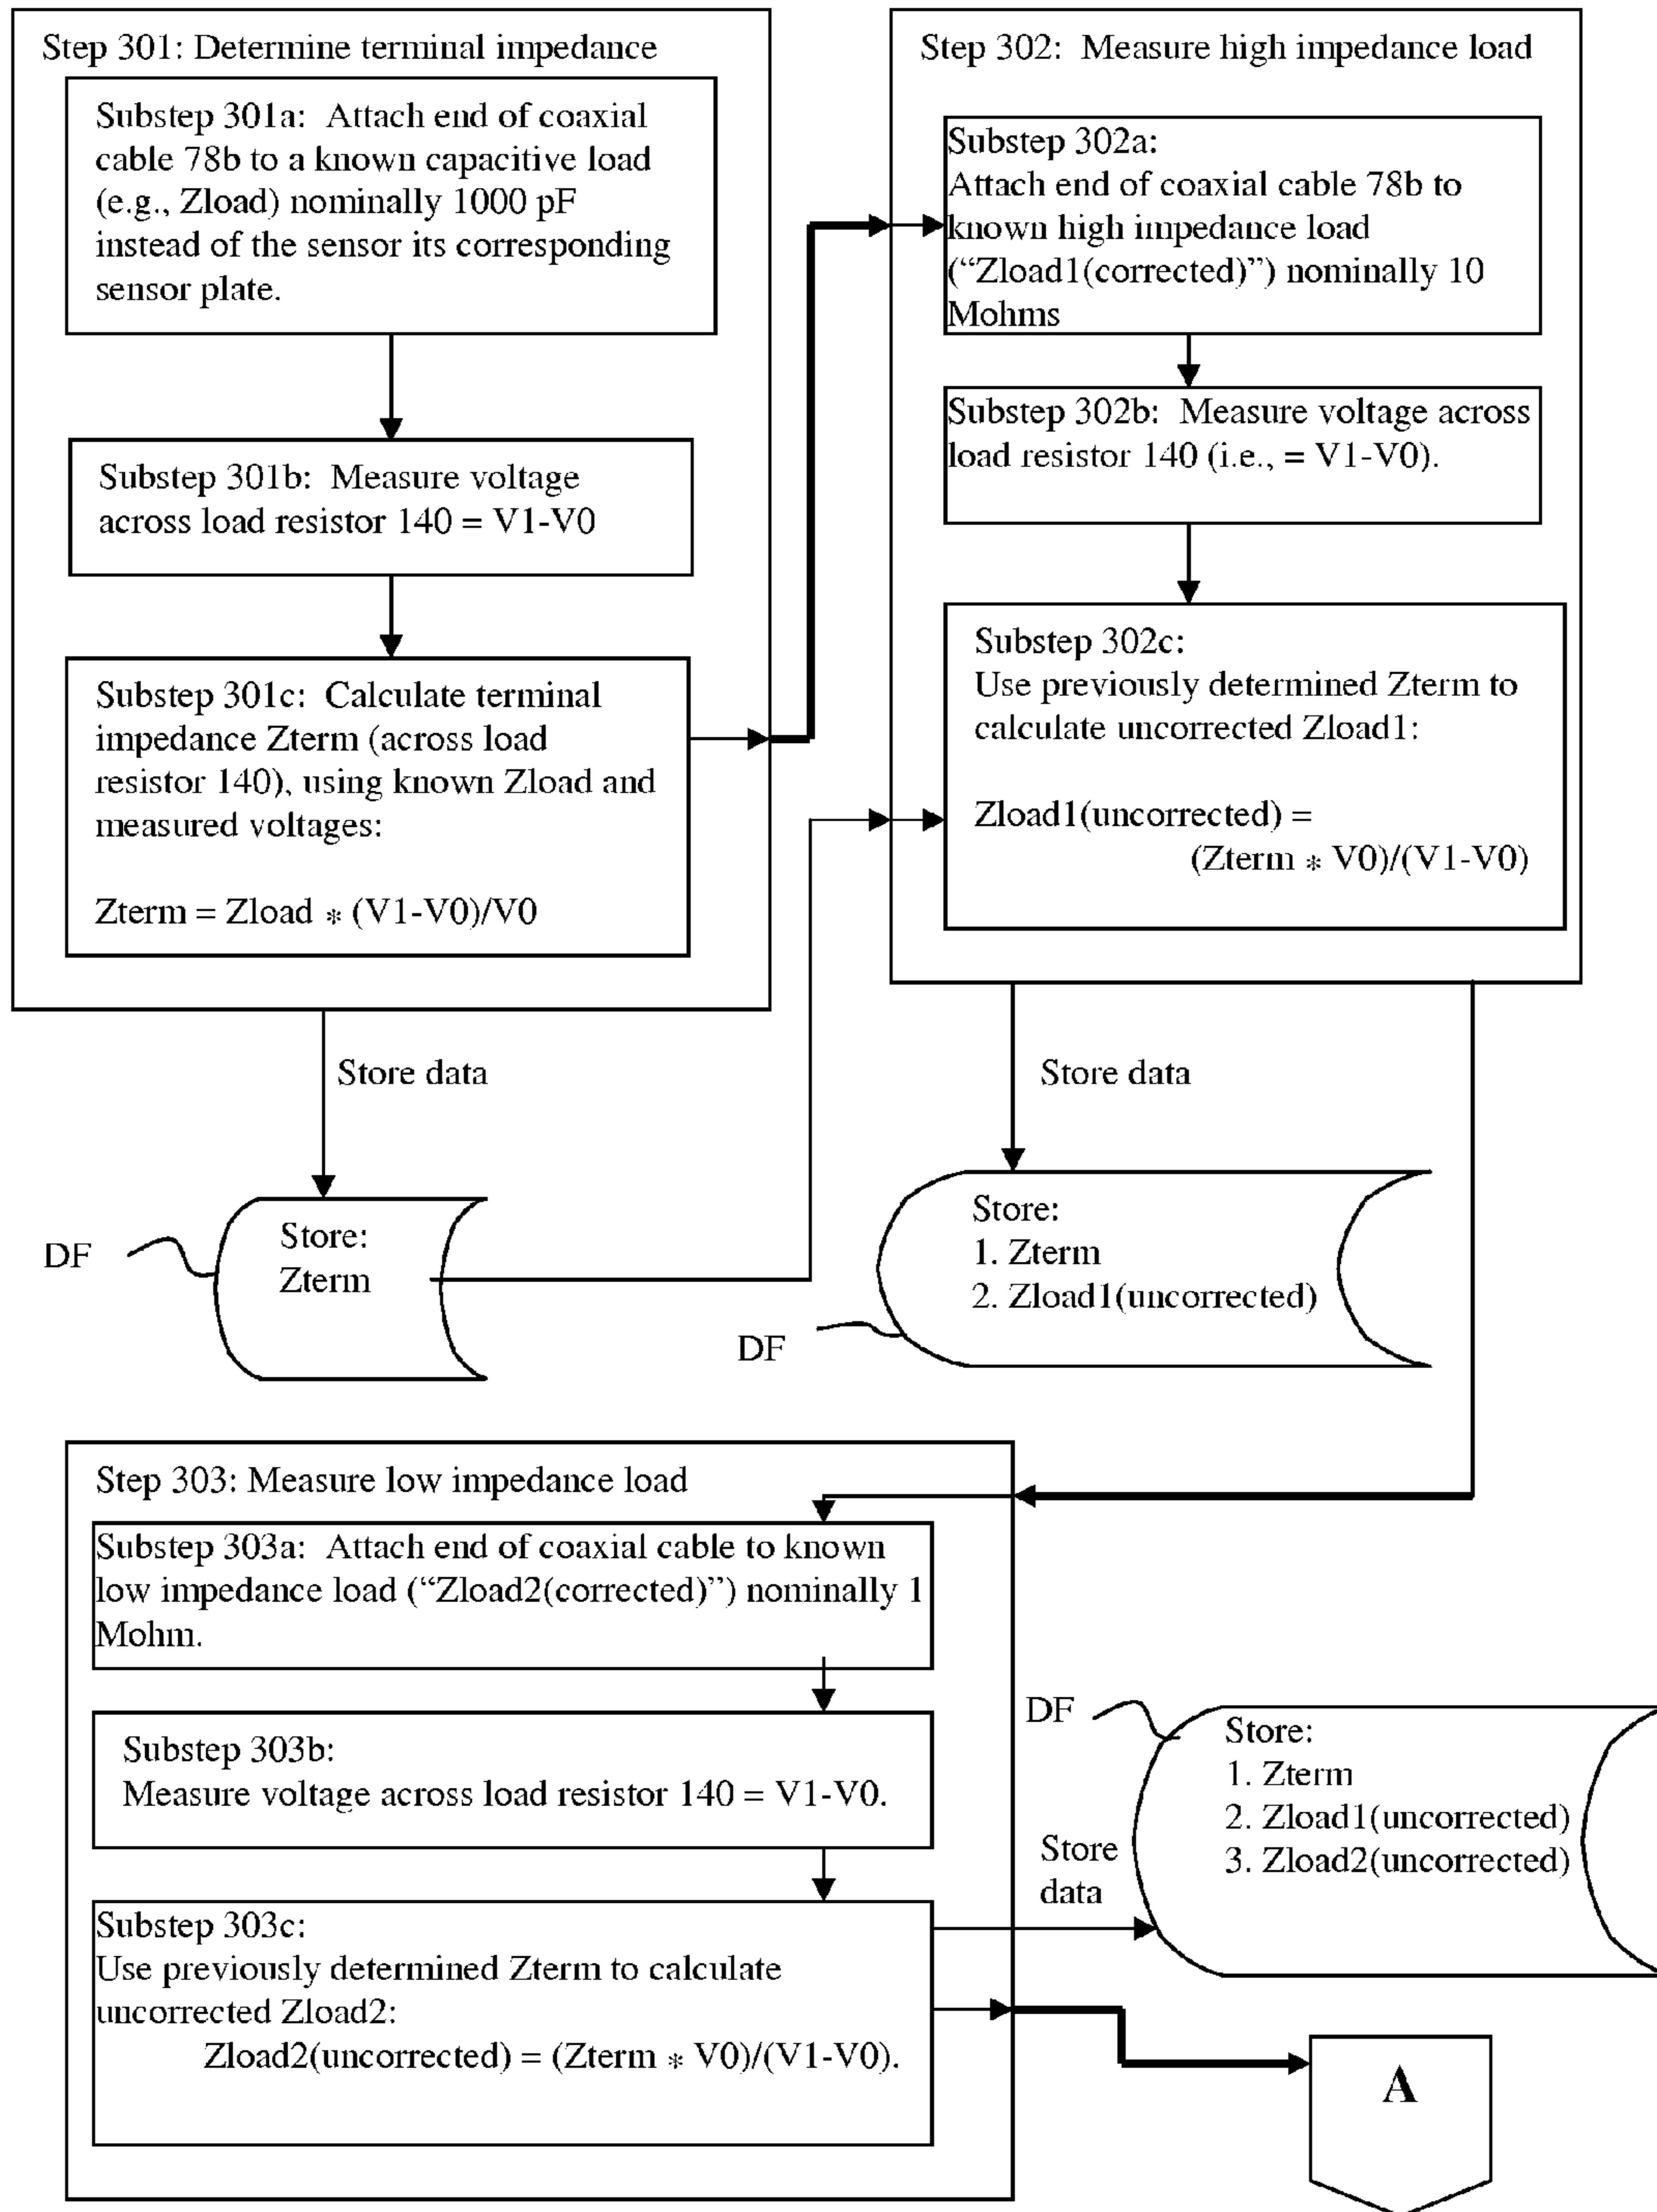 Step 301: Determine terminal impedance
Substep 301a: Attach end of coaxial
cable 78b to a known capacitive load
(e.g., Zload) nominally 1000 pF
instead of the sensor its corresponding
sensor plate.
Substep 301b: Measure voltage
across load resistor 140 = V1-V0
Substep 301c: Calculate terminal
impedance Zterm (across load
resistor 140), using known Zload and
measured voltages:
Zterm = Zload * (V1-V0)/V0
Store data
DF
Store:
Zterm
Step 302: Measure high impedance load
Substep 302a:
Attach end of coaxial cable 78b to
known high impedance load
(“Zload1(corrected)”) nominally 10
Mohms
Substep 302b: Measure voltage across
load resistor 140 (i.e., = V1-V0).
Substep 302c:
Use previously determined Zterm to
calculate uncorrected Zload1:
Zload1(uncorrected) =
(Zterm * V0)/(V1-V0)
Store data
Store:
1. Zterm
2. Zload1(uncorrected)
DF
Step 303: Measure low impedance load
Substep 303a: Attach end of coaxial cable to known
low impedance load (“Zload2(corrected)”) nominally 1
Mohm.
Substep 303b:
Measure voltage across load resistor 140 = V1-V0.
Substep 303c:
Use previously determined Zterm to calculate
uncorrected Zload2:
Zload2(uncorrected) = (Zterm * V0)/(V1-V0).
DF
Store:
1. Zterm
2. Zload1(uncorrected)
3. Zload2(uncorrected)
Store
data
A